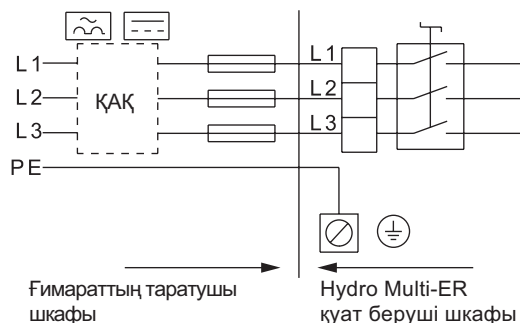 L1
L2
L3
PE
ҚАҚ
L1
L2
L3
Ғимараттың таратушы
шкафы
Hydro Multi-ER
қуат беруші шкафы